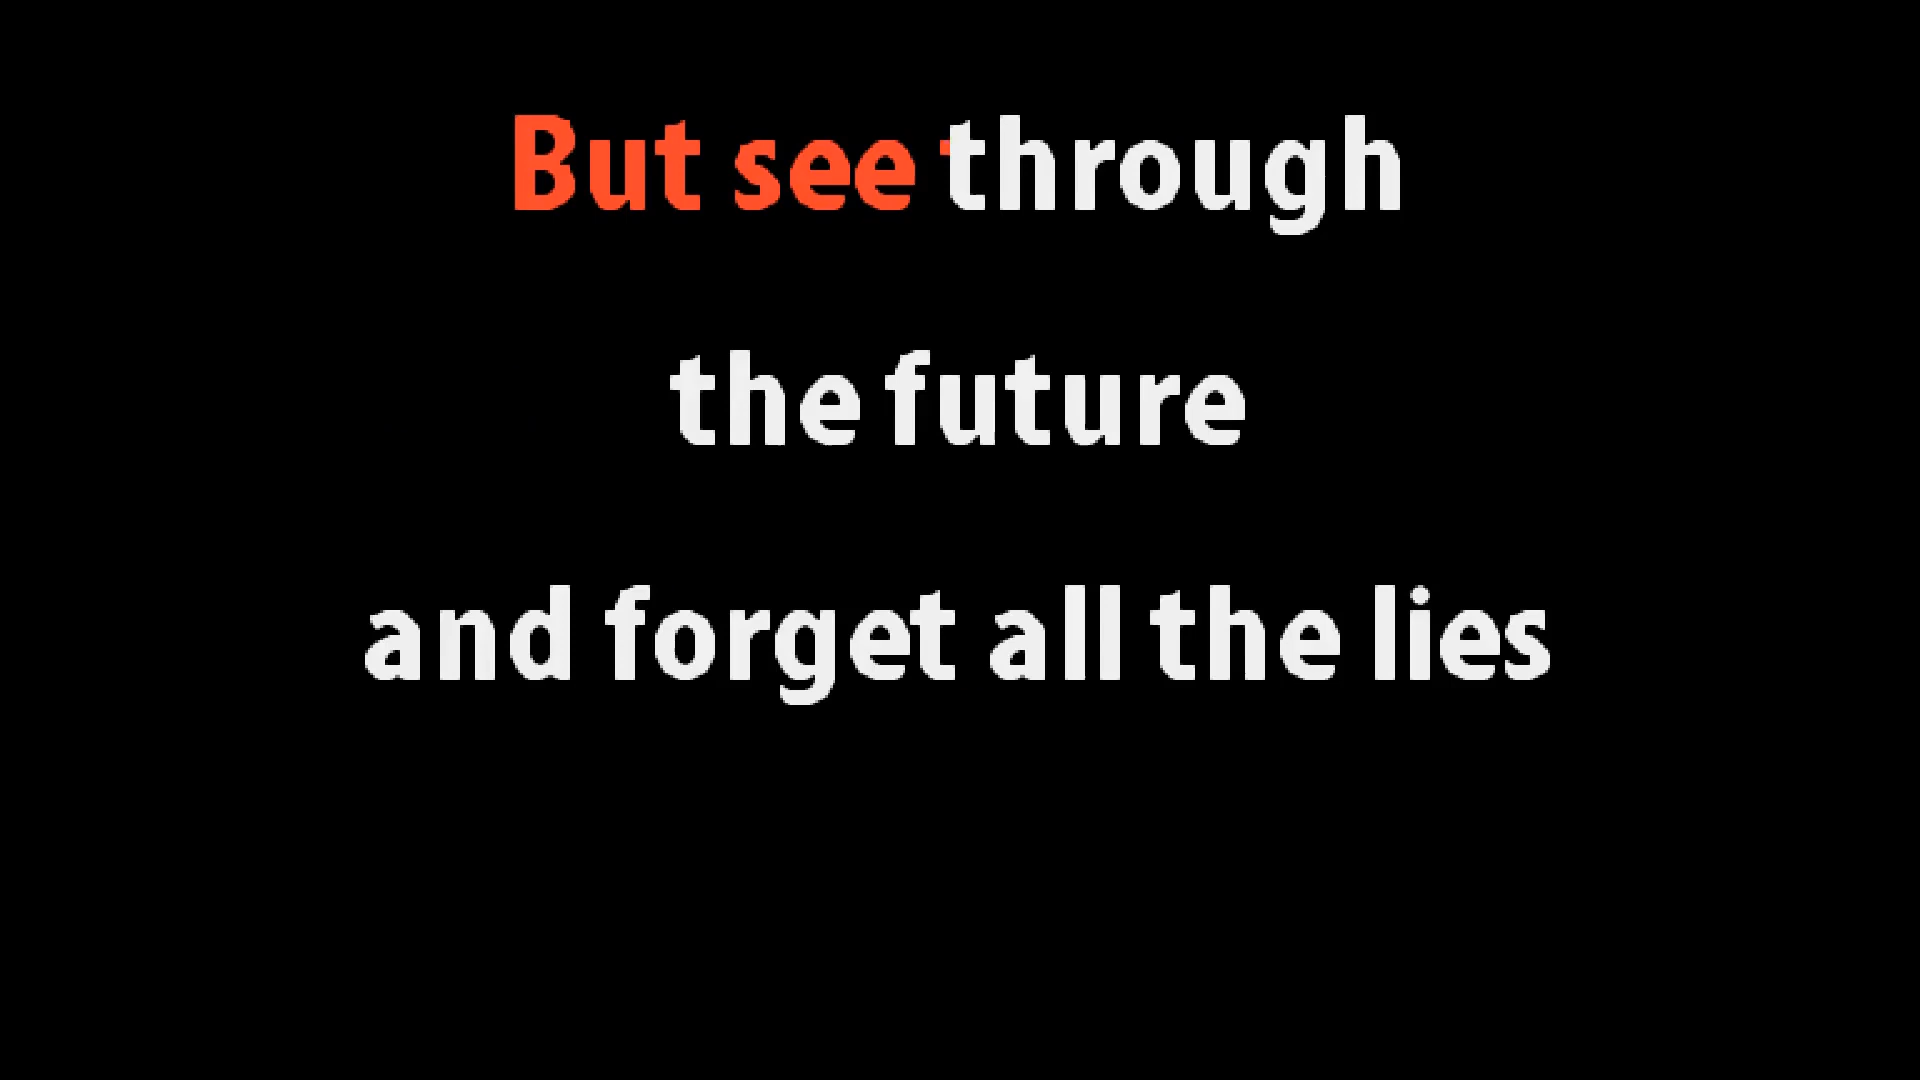 But see through
the future
and forget all the lies